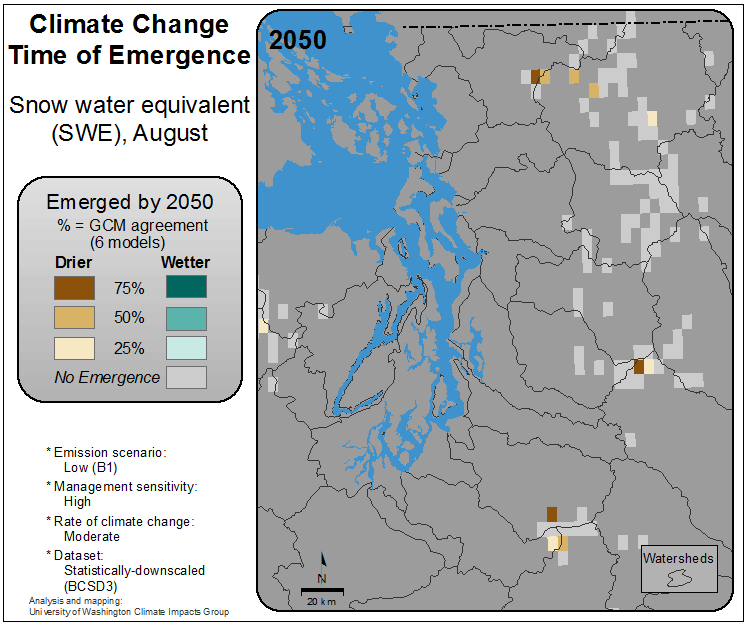 Climate Change
Time of Emergence
Snow water equivalent
(SWE), August
Emerged by 2050
% = GCM agreement
(6 models)
Drier Wetter
75%
50%
25%
No Emergence
* Emission scenario:
Low (B1)
* Management sensitivity:
High
* Rate of climate change:
Moderate
* Dataset:
Statistically-downscaled
(BCSD3)
Analysis and mapping:
University of Washington Climate Impacts Group
2050
N
20 km
Watersheds